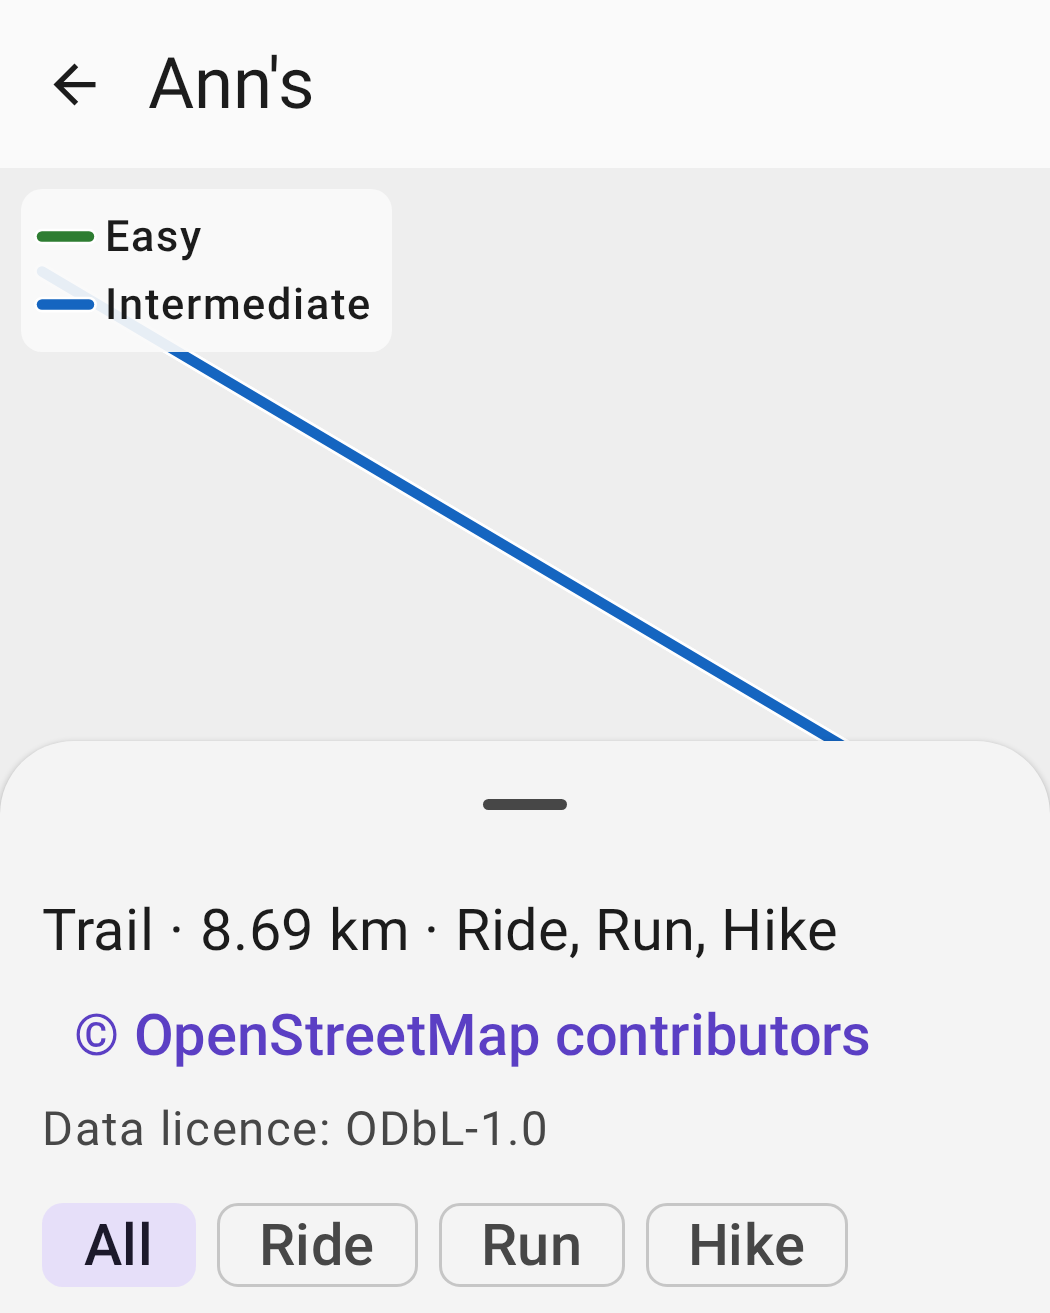 Ann's
Easy
Intermediate
Trail · 8.69 km · Ride, Run, Hike
© OpenStreetMap contributors
Data licence: ODbL-1.0
All Ride Run Hike